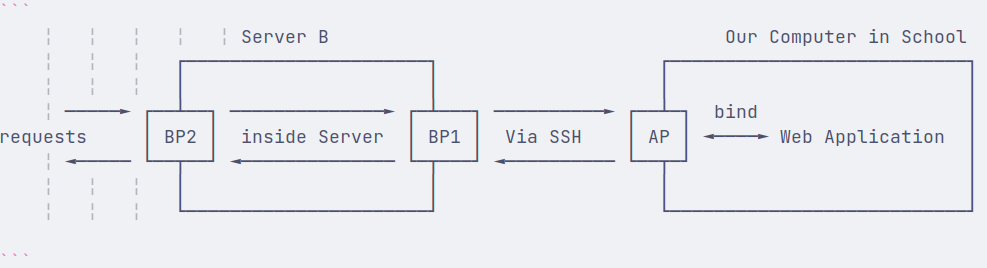 ```
Server B Our Computer in School
bind
requests BP2 inside Server BP1 Via SSH AP Web Application
```